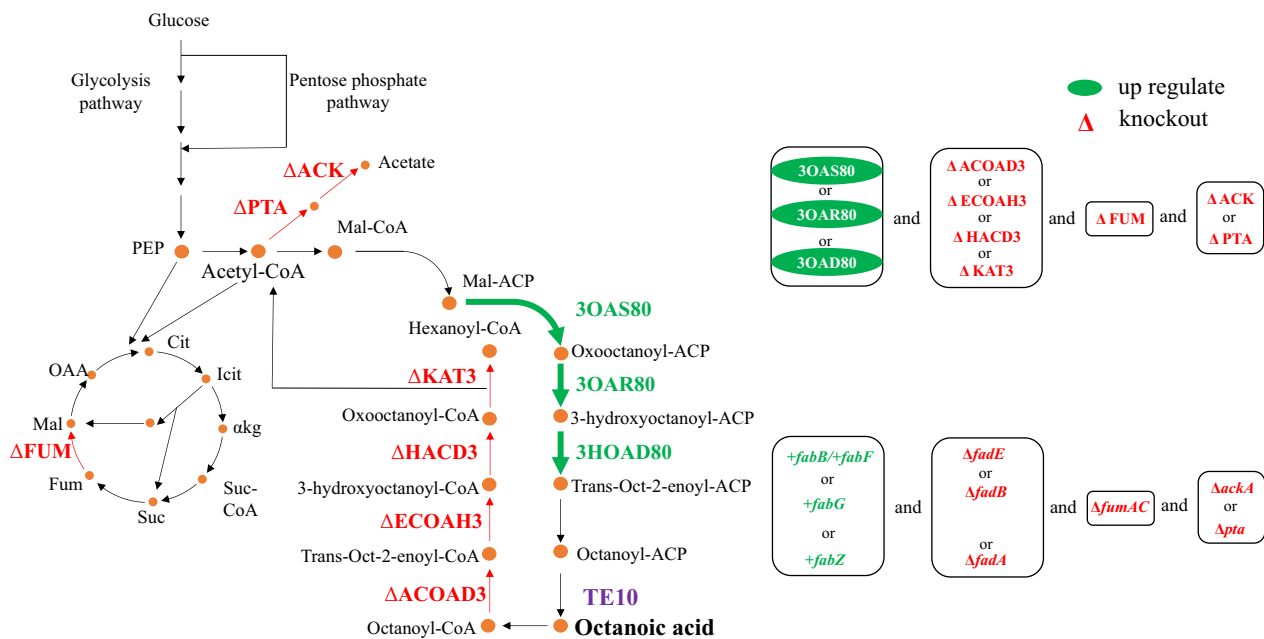 Glucose
Glycolysis
pathway
Pentose phosphate
pathway
ΔACK
Acetate
ΔPTA
Mal-CoA
PEP
Acetyl-CoA
Mal-ACP
3OAS80
Hexanoyl-CoA
Oxooctanoyl-ACP
Cit
OAA
Icit
ΔKAT3
3OAR80
Mal
Oxooctanoyl-CoA
3-hydroxyoctanoyl-ACP
αkg
ΔFUM
ΔHACD3
3HOAD80
Fum
3-hydroxyoctanoyl-CoA
Trans-Oct-2-enoyl-ACP
Suc-
CoA
Suc
ΔECOAH3
Trans-Oct-2-enoyl-CoA
Octanoyl-ACP
ΔACOAD3
TE10
Octanoyl-CoA
Octanoic acid
up regulate
Δ knockout
3OAS80
or
3OAR80
or
3OAD80
and
Δ ACOAD3
or
Δ ECOAH3
or
Δ HACD3
or
Δ KAT3
and
Δ FUM
and
Δ ACK
or
Δ PTA
+fabB/+fabF
or
+fabG
or
+fabZ
and
ΔfadE
or
ΔfadB
or
ΔfadA
and
ΔfumAC
and
ΔackA
or
Δpta